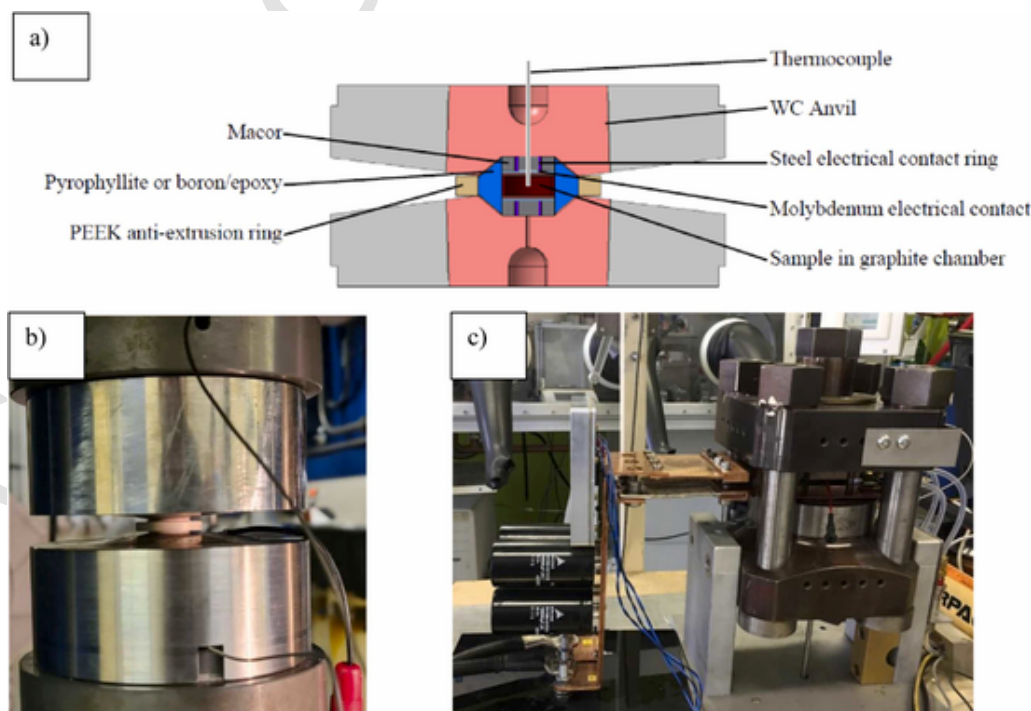 a)
Thermocouple
WC Anvil
Macor
Steel electrical contact ring
Pyrophyllite or boron/epoxy
Molybdenum electrical contact
PEEK anti-extrusion ring
Sample in graphite chamber
b)
c)
RPA